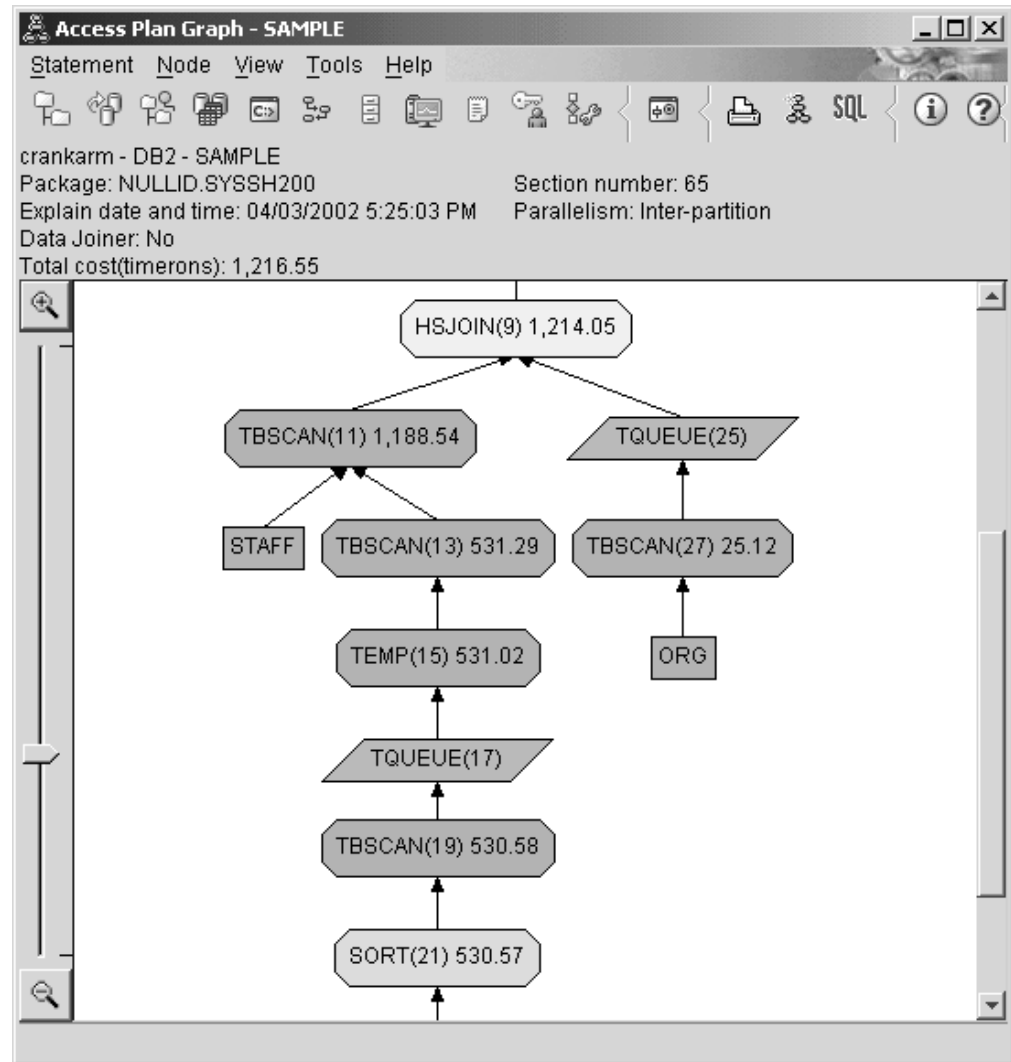 Access Plan Graph - SAMPLE
Statement Node View Tools Help
C:> SQL i ?
crankarm - DB2 - SAMPLE
Package: NULLID.SYSSH200 Section number: 65
Explain date and time: 04/03/2002 5:25:03 PM Parallelism: Inter-partition
Data Joiner: No
Total cost(timerons): 1,216.55
HSJOIN(9) 1,214.05
TBSCAN(11) 1,188.54 TQUEUE(25)
STAFF TBSCAN(13) 531.29 TBSCAN(27) 25.12
TEMP(15) 531.02 ORG
TQUEUE(17)
TBSCAN(19) 530.58
SORT(21) 530.57